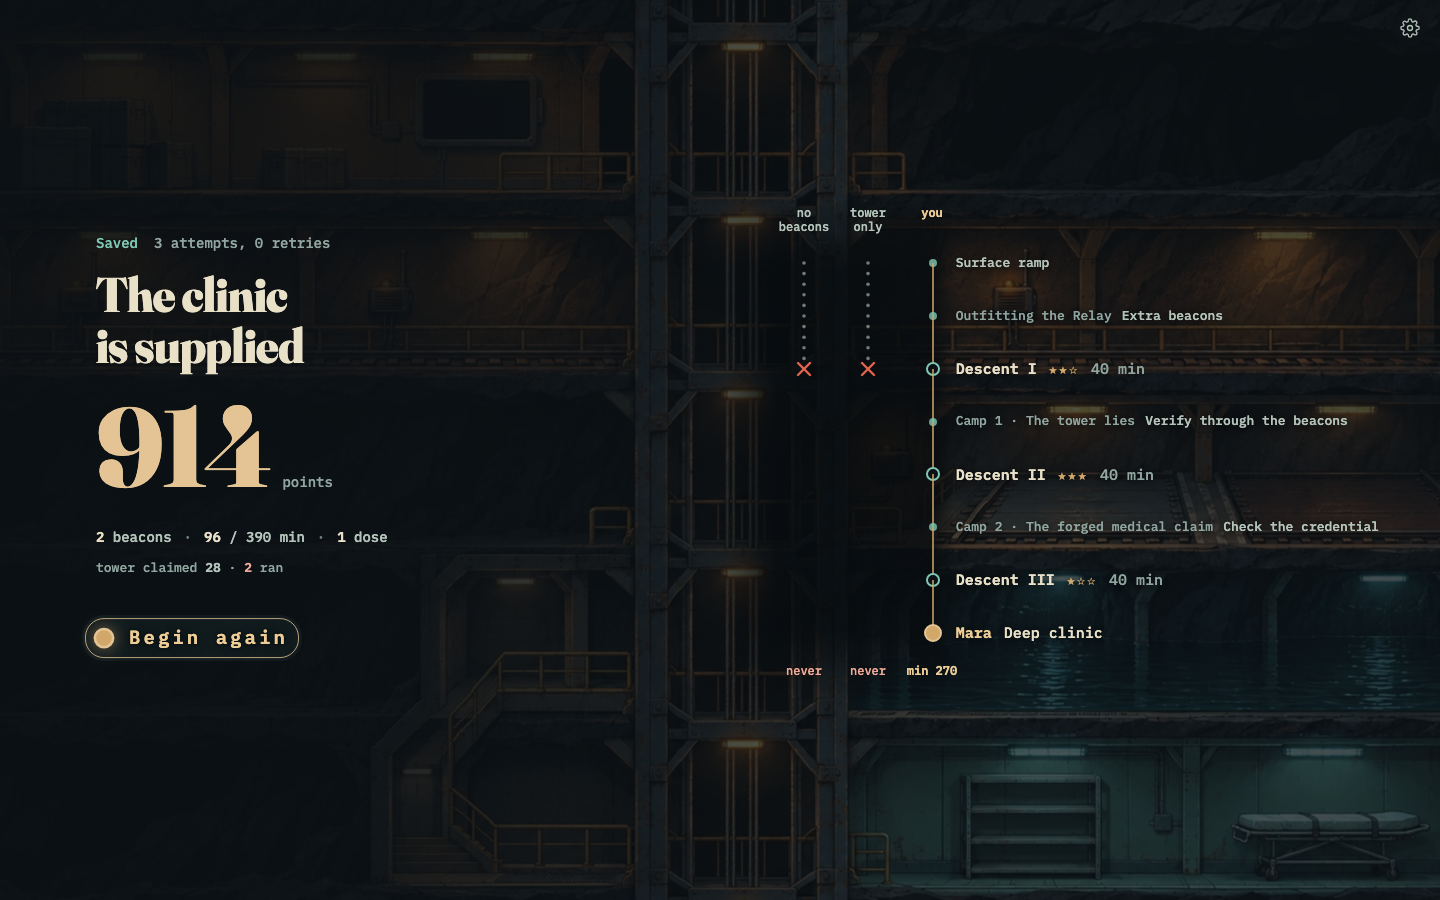 Saved 3 attempts, 0 retries
The clinic
is supplied
914 points
2 beacons · 96 / 390 min · 1 dose
tower claimed 28 · 2 ran
Begin again
no
beacons
tower
only
you
Surface ramp
Outfitting the Relay Extra beacons
Descent I ★★☆ 40 min
Camp 1 · The tower lies Verify through the beacons
Descent II ★★★ 40 min
Camp 2 · The forged medical claim Check the credential
Descent III ★☆☆ 40 min
Mara Deep clinic
never never min 270